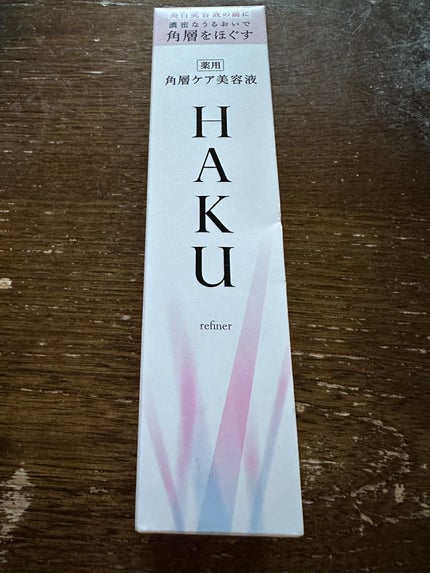 美白美容液の前に
濃密なうるおいで
角層をほぐす
薬用
角層ケア美容液
HAKU
refiner